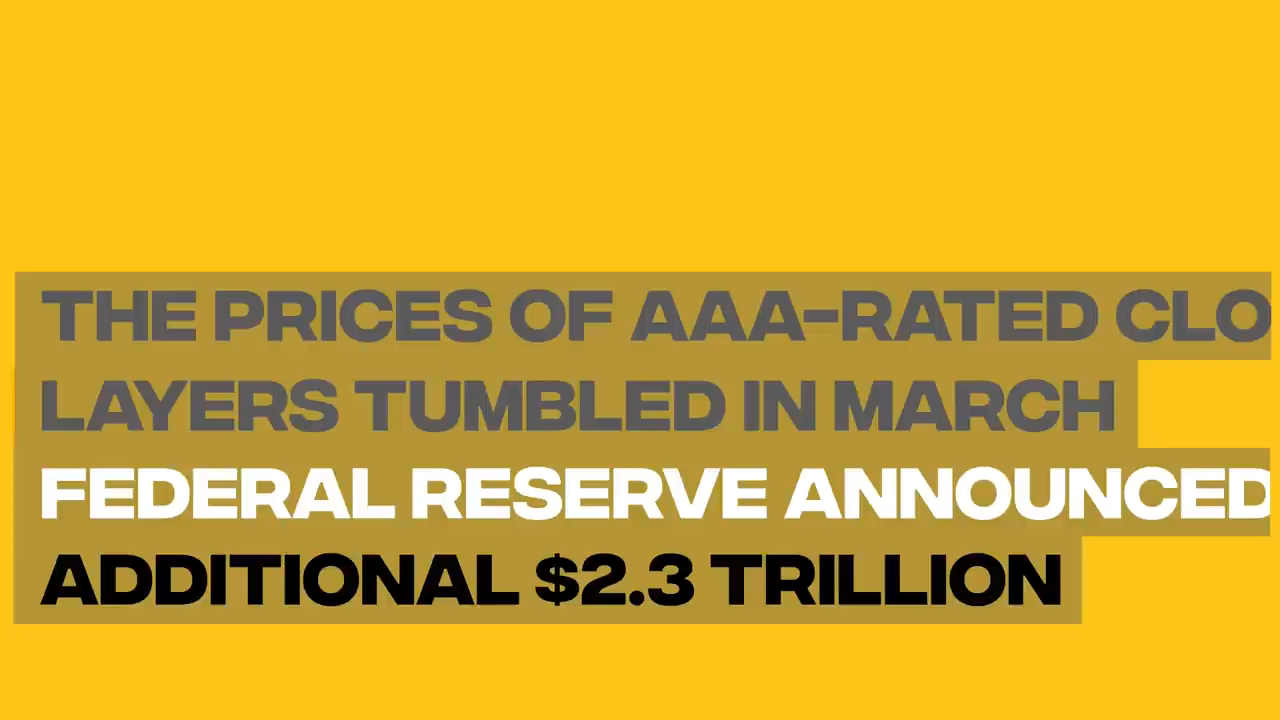 THE PRICES OF AAA-RATED CLO
LAYERS TUMBLED IN MARCH
FEDERAL RESERVE ANNOUNCED
ADDITIONAL $2.3 TRILLION